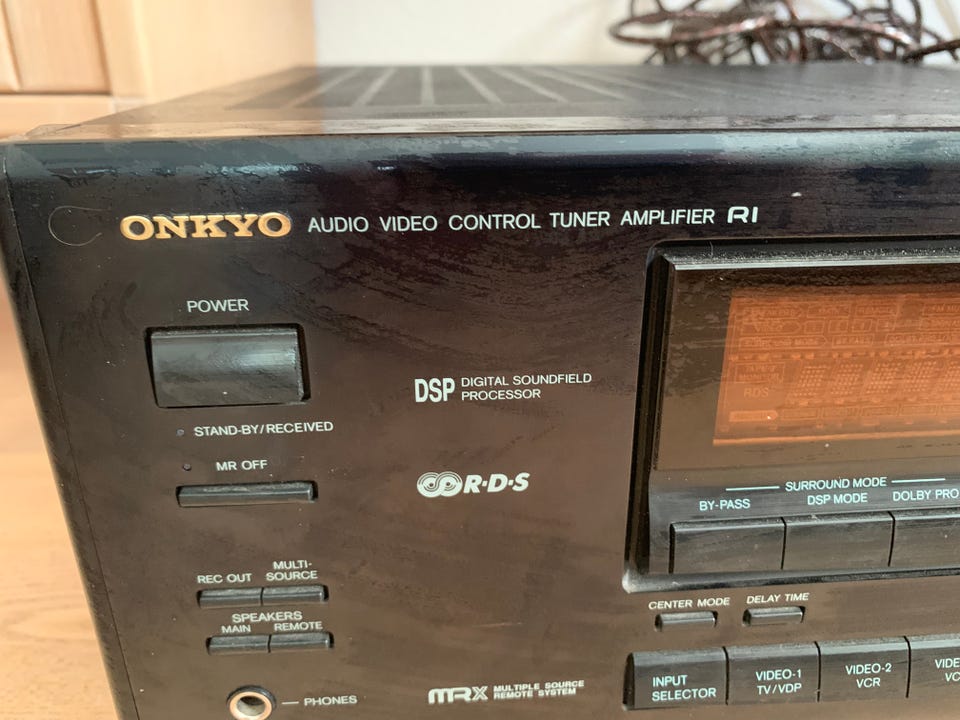 ONKYO AUDIO VIDEO CONTROL TUNER AMPLIFIER RI
POWER
DSP DIGITAL SOUNDFIELD
PROCESSOR
STAND-BY/RECEIVED
MR OFF
R·D·S
RDS
SURROUND MODE
BY-PASS DSP MODE DOLBY PRO
REC OUT MULTI-
SOURCE
SPEAKERS
MAIN REMOTE
CENTER MODE DELAY TIME
INPUT
SELECTOR
VIDEO-1
TV/VDP
VIDEO-2
VCR
PHONES
MRX MULTIPLE SOURCE
REMOTE SYSTEM